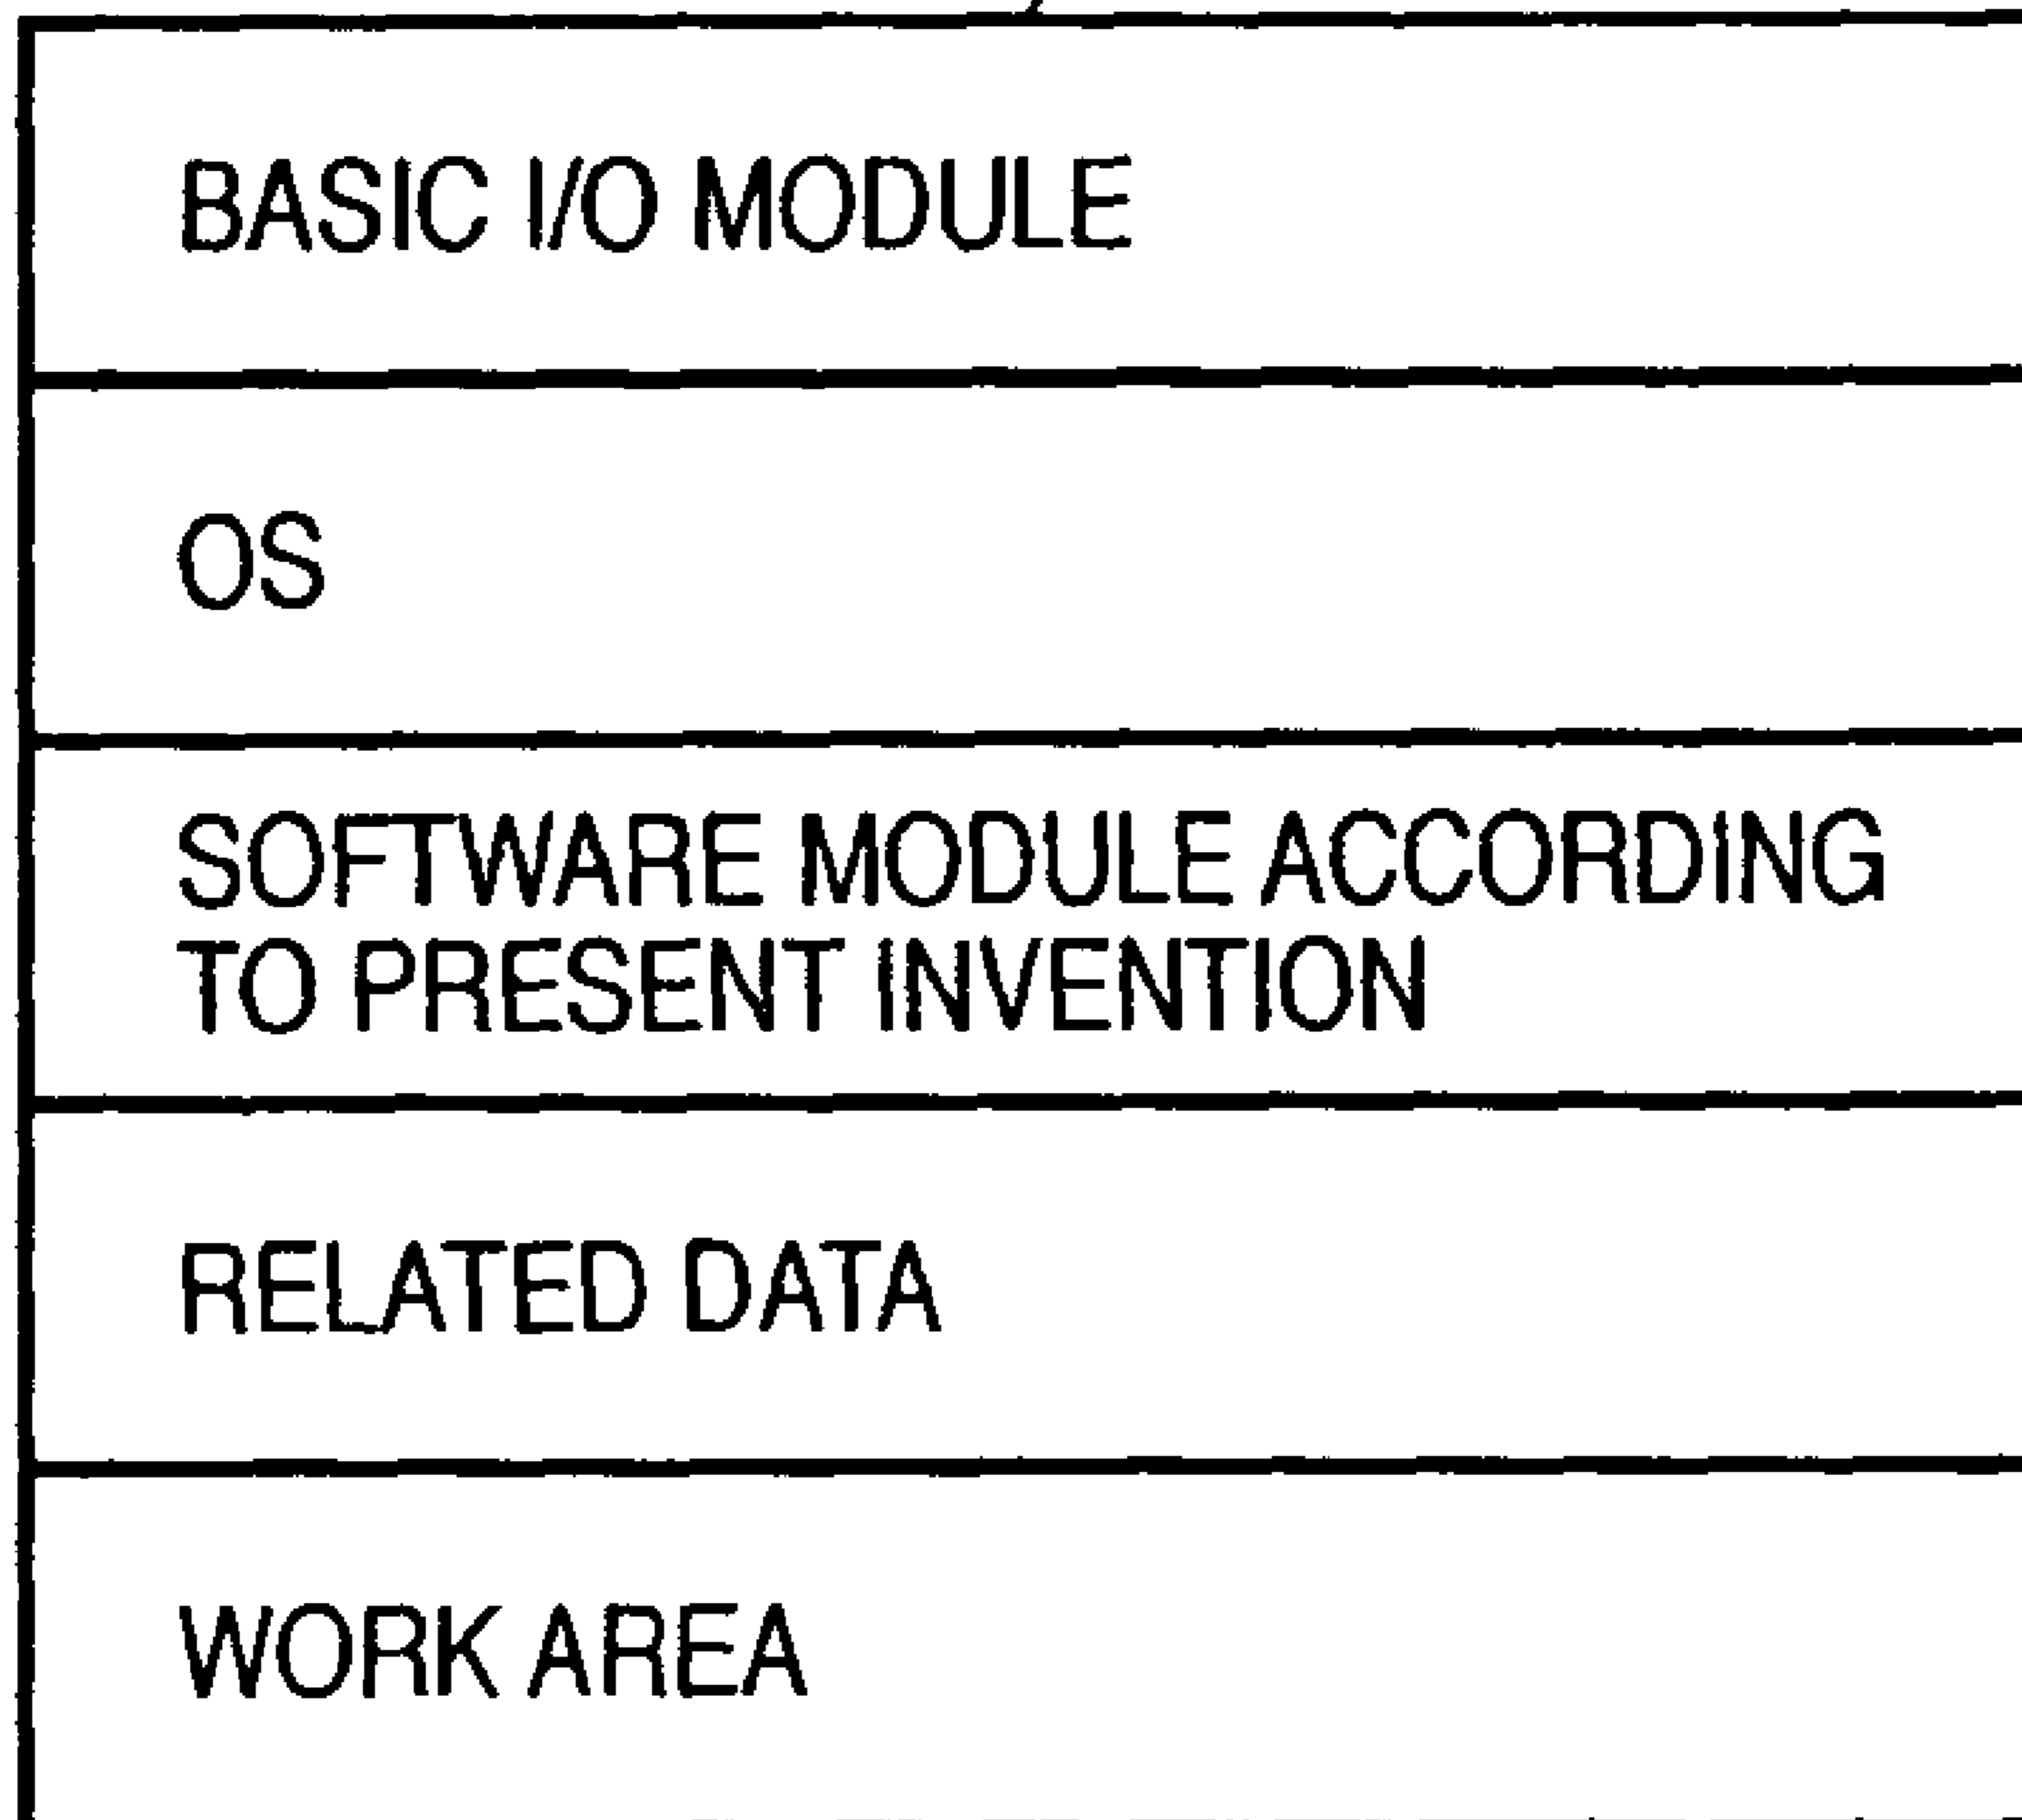 BASIC I/O MODULE
OS
SOFTWARE MODULE ACCORDING
TO PRESENT INVENTION
RELATED DATA
WORK AREA